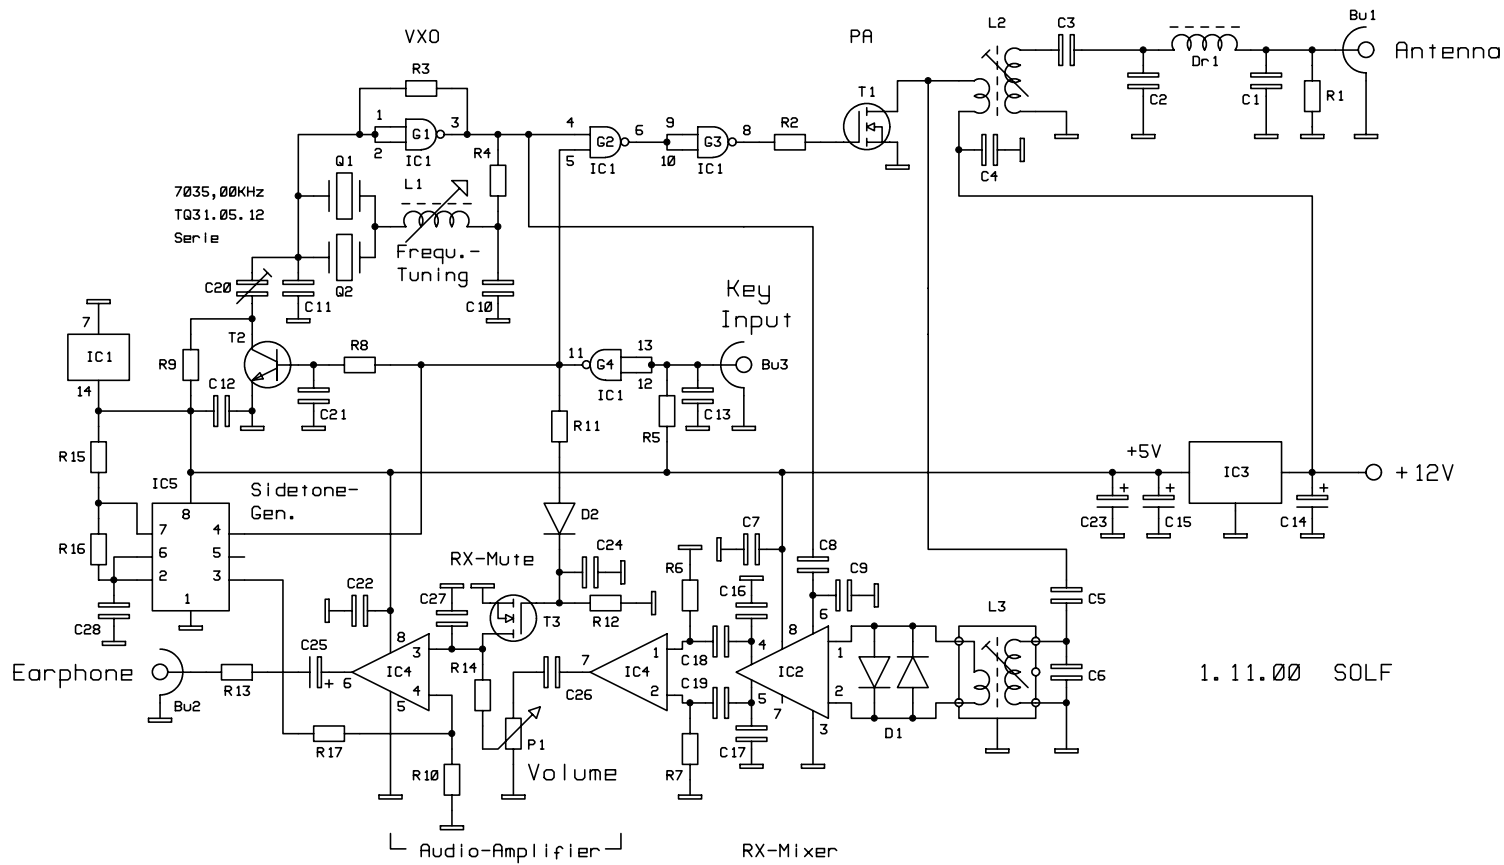 VXO
PA
L2
C3
Bu1
Antenna
R3
T1
Dr1
C2
C1
R1
1
2
G1
3
IC1
R4
4
5
G2
6
IC1
9
10
G3
8
IC1
R2
C4
Q1
L1
7035,00KHz
TQ31.05.12
Serie
Frequ.-
Tuning
C20
C11
Q2
C10
Key
Input
7
IC1
14
T2
R9
R8
11
G4
13
12
IC1
Bu3
C12
C21
R11
R5
C13
R15
IC5
Sidetone-
Gen.
+5V
IC3
+12V
+
C23
+
C15
+
C14
8
7
6
2
4
5
3
1
R16
C28
D2
RX-Mute
C24
C22
C27
T3
R12
R6
C7
C16
C8
C9
L3
C5
Earphone
Bu2
R13
C25
+
6
8
IC4
3
4
5
R14
7
C26
IC4
1
2
C18
C19
4
8
6
IC2
1
2
5
7
3
C6
D1
1.11.00 SOLF
R17
R10
P1
Volume
R7
C17
Audio-Amplifier
RX-Mixer